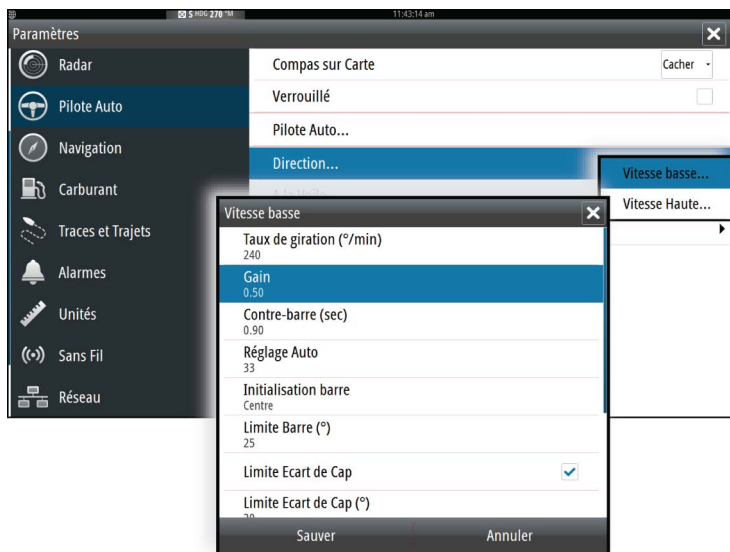 S HDG 270 °M
11:43:14 am
Paramètres
Radar
Pilote Auto
Navigation
Carburant
Traces et Trajets
Alarmes
Unités
Sans Fil
Réseau
Compas sur Carte
Cacher
Verrouillé
Pilote Auto...
Direction...
Vitesse basse...
Vitesse Haute...
Vitesse basse
Taux de giration (°/min)
240
Gain
0.50
Contre-barre (sec)
0.90
Réglage Auto
33
Initialisation barre
Centre
Limite Barre (°)
25
Limite Ecart de Cap
Limite Ecart de Cap (°)
Sauver
Annuler